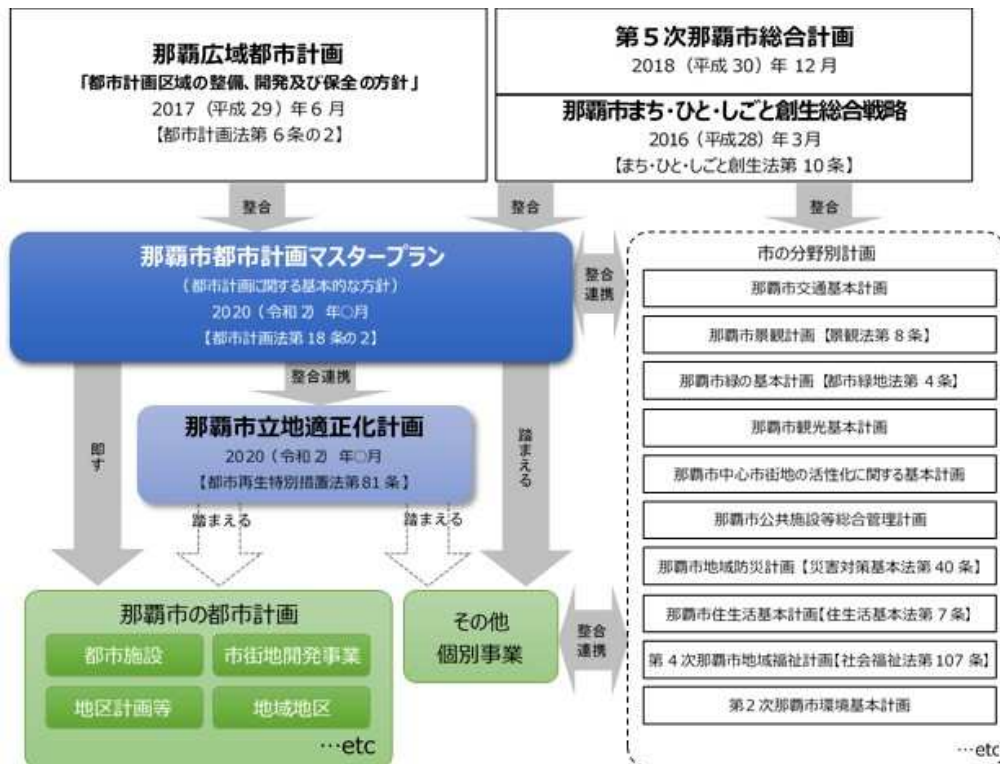 那覇広域都市計画
「都市計画区域の整備、開発及び保全の方針」
2017（平成29）年6月
【都市計画法第6条の2】
第5次那覇市総合計画
2018（平成30）年12月
那覇市まち・ひと・しごと創生総合戦略
2016（平成28）年3月
【まち・ひと・しごと創生法第10条】
整合
整合
整合
那覇市都市計画マスタープラン
（都市計画に関する基本的な方針）
2020（令和2）年○月
【都市計画法第18条の2】
整合
連携
整合連携
那覇市立地適正化計画
2020（令和2）年○月
【都市再生特別措置法第81条】
即す
踏まえる
踏まえる
踏まえる
那覇市の都市計画
都市施設
市街地開発事業
地区計画等
地域地区
…etc
その他
個別事業
整合
連携
市の分野別計画
那覇市交通基本計画
那覇市景観計画【景観法第8条】
那覇市緑の基本計画【都市緑地法第4条】
那覇市観光基本計画
那覇市中心市街地の活性化に関する基本計画
那覇市公共施設等総合管理計画
那覇市地域防災計画【災害対策基本法第40条】
那覇市住生活基本計画【住生活基本法第7条】
第4次那覇市地域福祉計画【社会福祉法第107条】
第2次那覇市環境基本計画
…etc